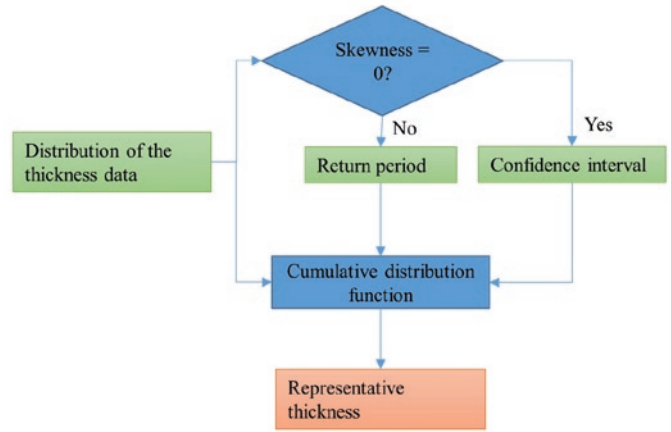 Skewness =
0?
No
Yes
Distribution of the
thickness data
Return period
Confidence interval
Cumulative distribution
function
Representative
thickness